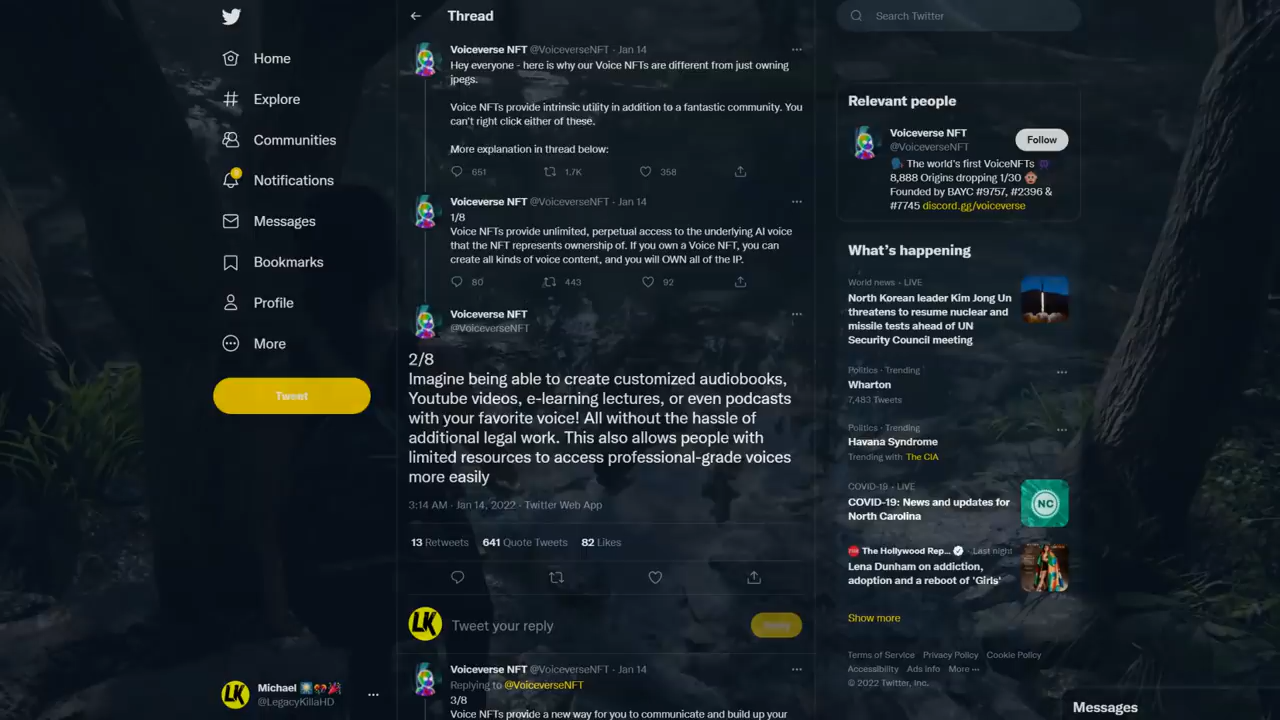 Home
Explore
Communities
3
Notifications
Messages
Bookmarks
Profile
More
Tweet
LK
Michael
@LegacyKillaHD
Thread
Voiceverse NFT @VoiceverseNFT · Jan 14
Hey everyone - here is why our Voice NFTs are different from just owning
jpegs.
Voice NFTs provide intrinsic utility in addition to a fantastic community. You
can't right click either of these.
More explanation in thread below:
651 1.7K 358
Voiceverse NFT @VoiceverseNFT · Jan 14
1/8
Voice NFTs provide unlimited, perpetual access to the underlying AI voice
that the NFT represents ownership of. If you own a Voice NFT, you can
create all kinds of voice content, and you will OWN all of the IP.
80 443 92
Voiceverse NFT
@VoiceverseNFT
2/8
Imagine being able to create customized audiobooks,
Youtube videos, e-learning lectures, or even podcasts
with your favorite voice! All without the hassle of
additional legal work. This also allows people with
limited resources to access professional-grade voices
more easily
3:14 AM · Jan 14, 2022 · Twitter Web App
13 Retweets 641 Quote Tweets 82 Likes
LK
Tweet your reply
Reply
Voiceverse NFT @VoiceverseNFT · Jan 14
Replying to @VoiceverseNFT
3/8
Voice NFTs provide a new way for you to communicate and build up your
Search Twitter
Relevant people
Voiceverse NFT
@VoiceverseNFT
Follow
The world's first VoiceNFTs
8,888 Origins dropping 1/30
Founded by BAYC #9757, #2396 &
#7745 discord.gg/voiceverse
What's happening
World news · LIVE
North Korean leader Kim Jong Un
threatens to resume nuclear and
missile tests ahead of UN
Security Council meeting
Politics · Trending
Wharton
7,483 Tweets
Politics · Trending
Havana Syndrome
Trending with The CIA
COVID-19 · LIVE
COVID-19: News and updates for
North Carolina
NC
The Hollywood Rep... · Last night
Lena Dunham on addiction,
adoption and a reboot of 'Girls'
Show more
Terms of Service Privacy Policy Cookie Policy
Accessibility Ads info More ···
© 2022 Twitter, Inc.
Messages